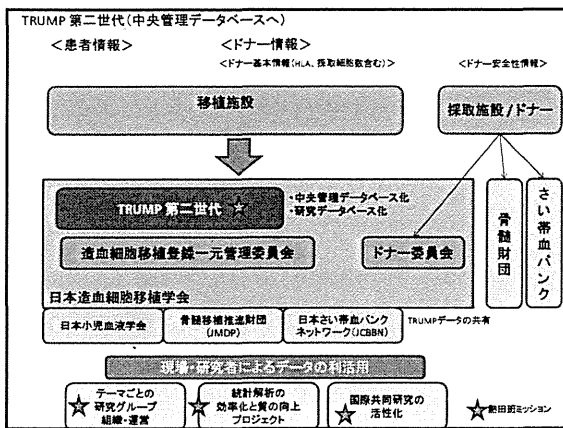 TRUMP 第二世代（中央管理データベースへ）
＜患者情報＞
＜ドナー情報＞
＜ドナー基本情報（HLA、採取細胞数含む）＞
＜ドナー安全性情報＞
移植施設
採取施設/ドナー
TRUMP 第二世代 ☆
・中央管理データベース化
・研究データベース化
造血細胞移植登録一元管理委員会
ドナー委員会
骨髄財団
さい帯血バンク
日本造血細胞移植学会
日本小児血液学会
骨髄移植推進財団
（JMDP）
日本さい帯血バンク
ネットワーク（JCBBN）
TRUMPデータの共有
現場・研究者によるデータの利活用
テーマごとの
研究グループ
組織・運営
統計解析の
効率化と質の向上
プロジェクト
国際共同研究の
活性化
班ミッション